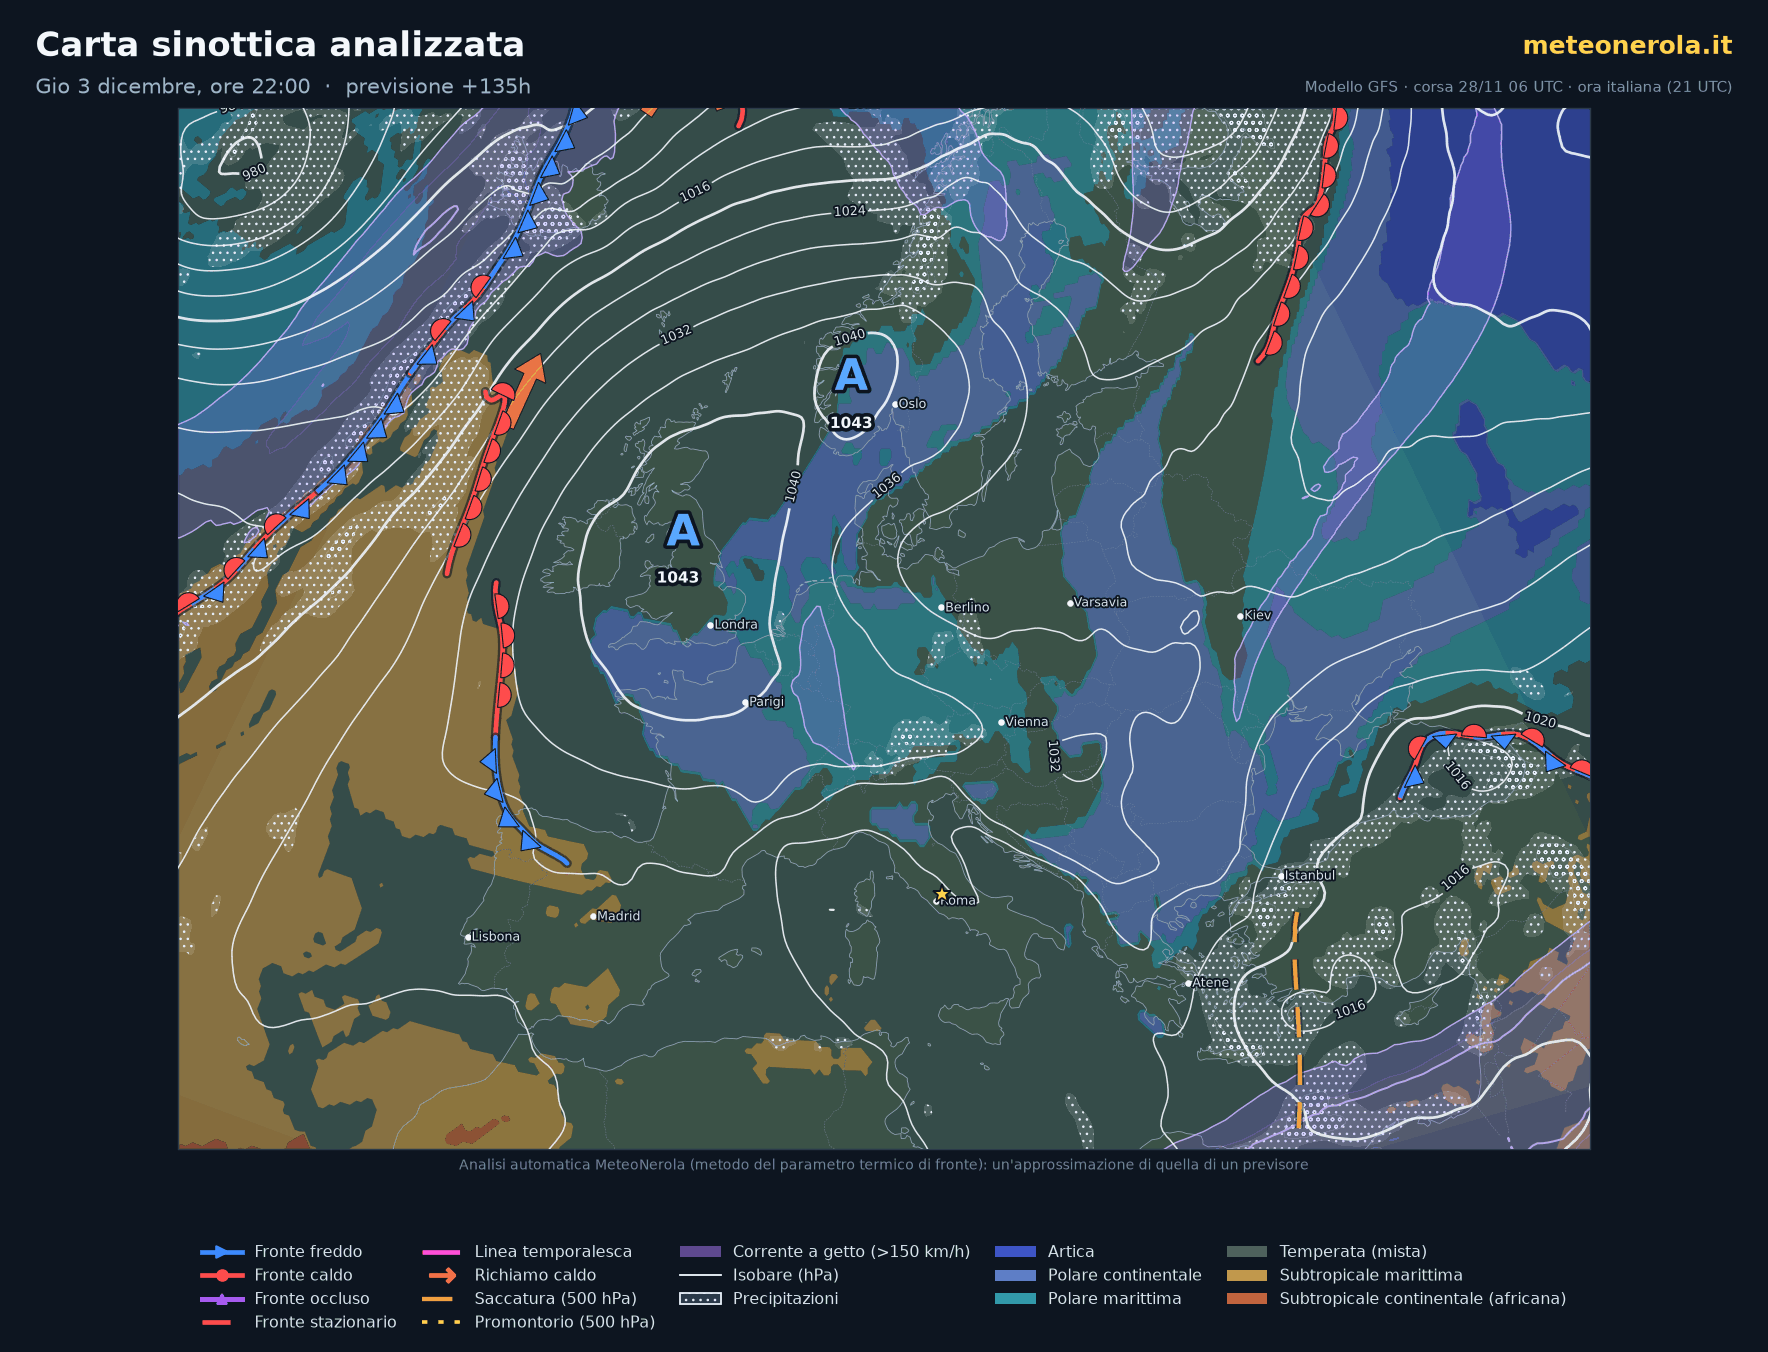 Carta sinottica analizzata
meteonerola.it
Gio 3 dicembre, ore 22:00 · previsione +135h
Modello GFS · corsa 28/11 06 UTC · ora italiana (21 UTC)
980
1016
1024
1032
1040
A
1043
Oslo
1040
1036
A
1043
Berlino
Varsavia
Kiev
Londra
Parigi
Vienna
1020
1032
1016
Istanbul
1016
Roma
Madrid
Lisbona
Atene
1016
Analisi automatica MeteoNerola (metodo del parametro termico di fronte): un'approssimazione di quella di un previsore
Fronte freddo
Linea temporalesca
Corrente a getto (>150 km/h)
Artica
Temperata (mista)
Fronte caldo
Richiamo caldo
Isobare (hPa)
Polare continentale
Subtropicale marittima
Fronte occluso
Saccatura (500 hPa)
Precipitazioni
Polare marittima
Subtropicale continentale (africana)
Fronte stazionario
Promontorio (500 hPa)